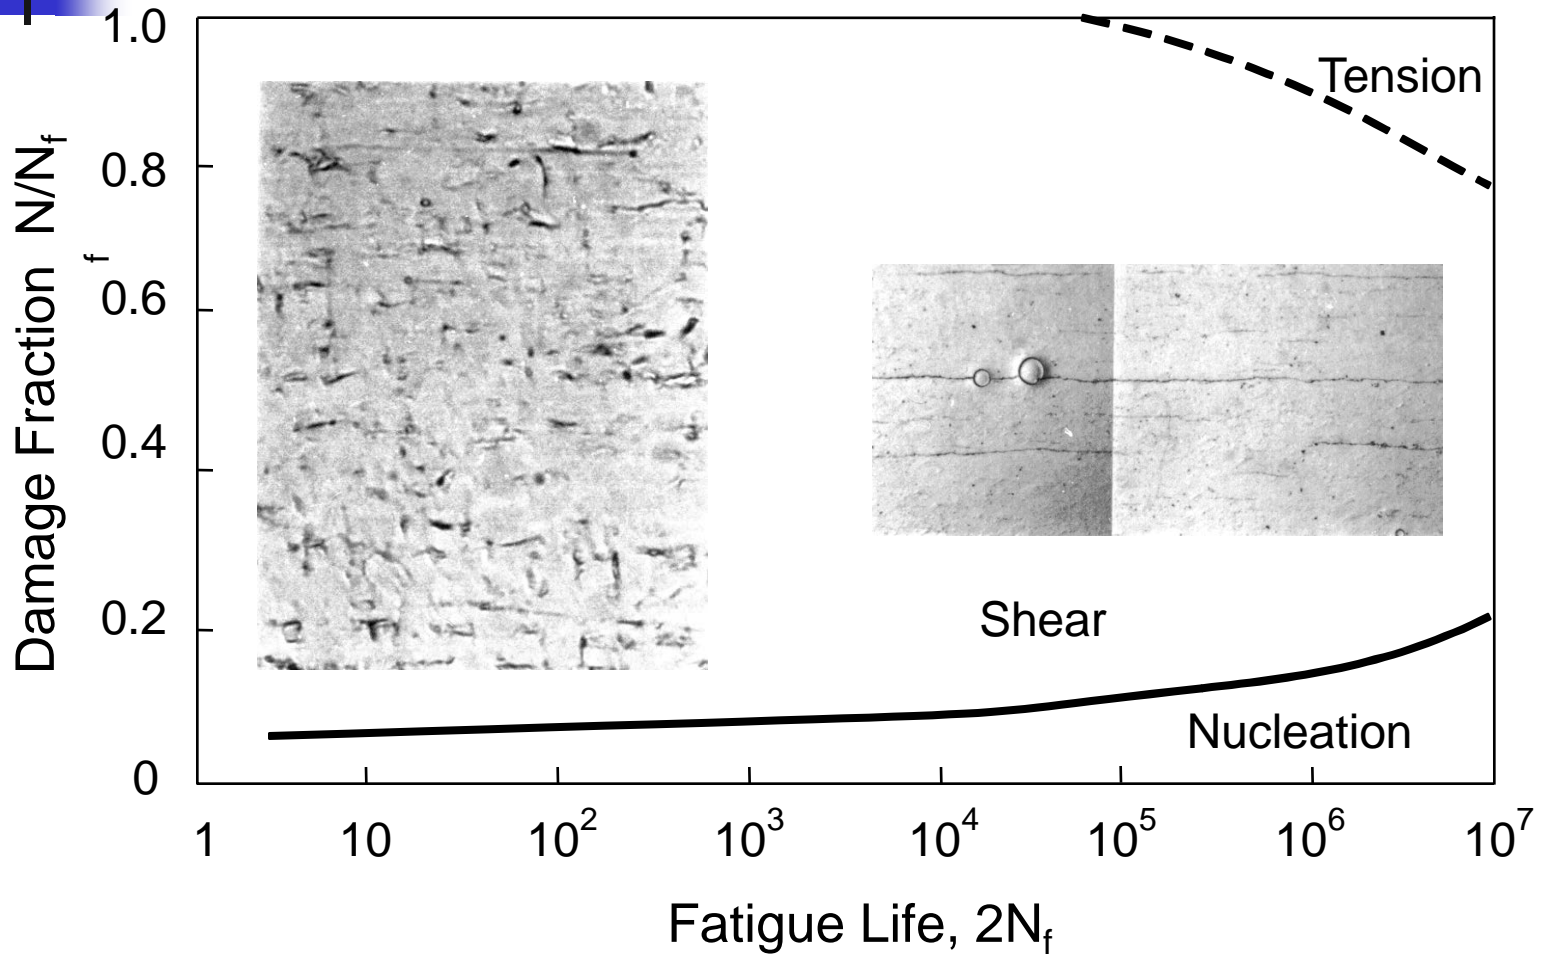 1.0
0.8
0.6
0.4
0.2
0
Damage Fraction N/Nf
f
Tension
Shear
Nucleation
1 10 10² 10³ 10⁴ 10⁵ 10⁶ 10⁷
Fatigue Life, 2Nf